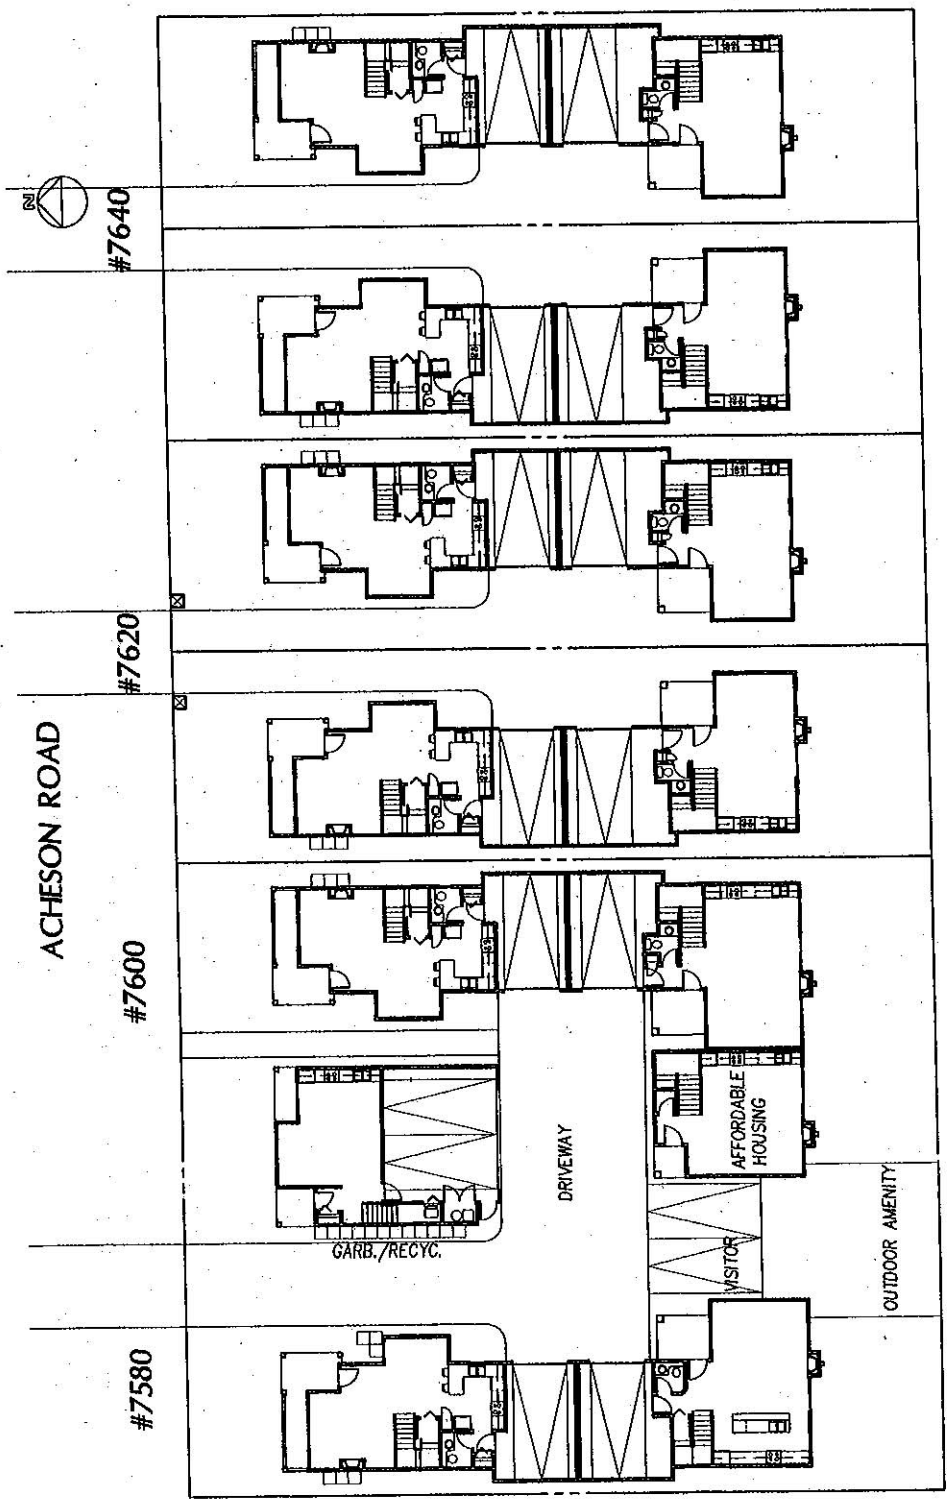 N
ACHESON ROAD
#7640
#7620
#7600
#7580
GARB./RECYC.
DRIVEWAY
AFFORDABLE
HOUSING
VISITOR
OUTDOOR AMENITY